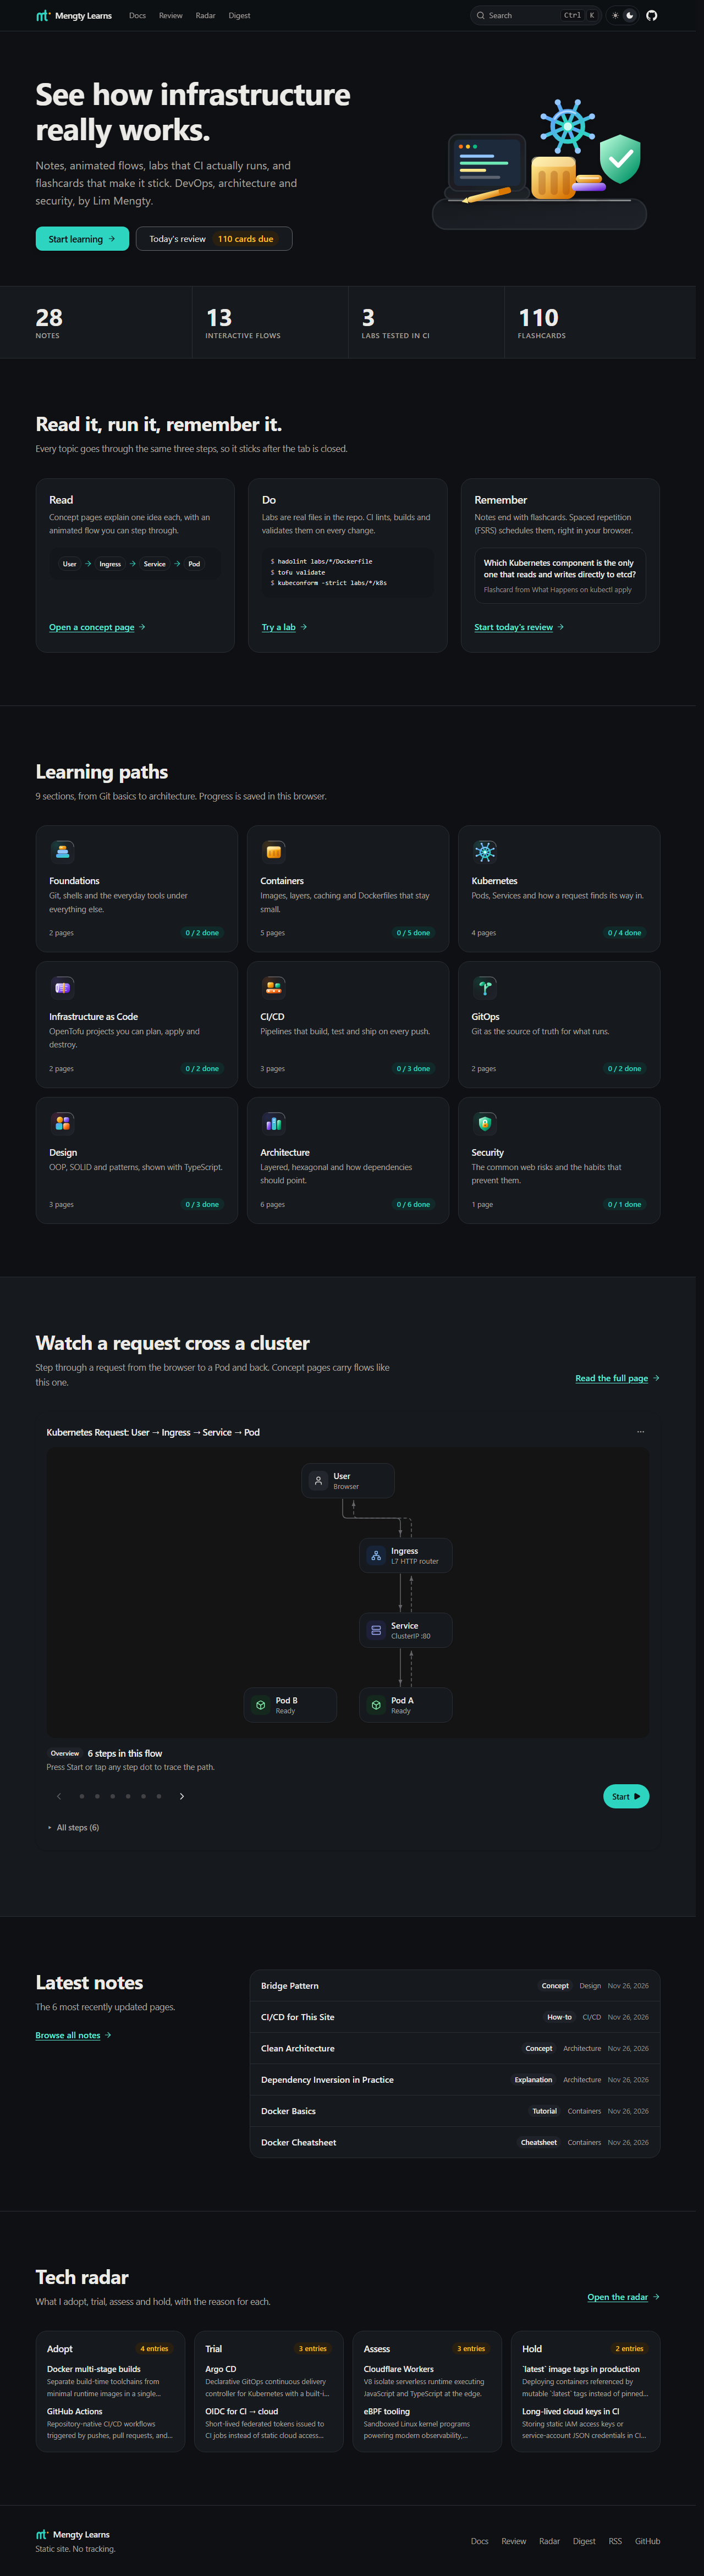 Mengty Learns
Docs
Review
Radar
Digest
Search
Ctrl K
See how infrastructure
really works.
Notes, animated flows, labs that CI actually runs, and
flashcards that make it stick. DevOps, architecture and
security, by Lim Mengty.
Start learning →
Today's review 110 cards due
28
NOTES
13
INTERACTIVE FLOWS
3
LABS TESTED IN CI
110
FLASHCARDS
Read it, run it, remember it.
Every topic goes through the same three steps, so it sticks after the tab is closed.
Read
Concept pages explain one idea each, with an
animated flow you can step through.
User → Ingress → Service → Pod
Open a concept page →
Do
Labs are real files in the repo. CI lints, builds and
validates them on every change.
$ hadolint labs/*/Dockerfile
$ tofu validate
$ kubeconform -strict labs/*/k8s
Try a lab →
Remember
Notes end with flashcards. Spaced repetition
(FSRS) schedules them, right in your browser.
Which Kubernetes component is the only
one that reads and writes directly to etcd?
Flashcard from What Happens on kubectl apply
Start today's review →
Learning paths
9 sections, from Git basics to architecture. Progress is saved in this browser.
Foundations
Git, shells and the everyday tools under
everything else.
2 pages
0 / 2 done
Containers
Images, layers, caching and Dockerfiles that stay
small.
5 pages
0 / 5 done
Kubernetes
Pods, Services and how a request finds its way in.
4 pages
0 / 4 done
Infrastructure as Code
OpenTofu projects you can plan, apply and
destroy.
2 pages
0 / 2 done
CI/CD
Pipelines that build, test and ship on every push.
3 pages
0 / 3 done
GitOps
Git as the source of truth for what runs.
2 pages
0 / 2 done
Design
OOP, SOLID and patterns, shown with TypeScript.
3 pages
0 / 3 done
Architecture
Layered, hexagonal and how dependencies
should point.
6 pages
0 / 6 done
Security
The common web risks and the habits that
prevent them.
1 page
0 / 1 done
Watch a request cross a cluster
Step through a request from the browser to a Pod and back. Concept pages carry flows like
this one.
Read the full page →
Kubernetes Request: User → Ingress → Service → Pod
User
Browser
Ingress
L7 HTTP router
Service
ClusterIP :80
Pod B
Ready
Pod A
Ready
Overview 6 steps in this flow
Press Start or tap any step dot to trace the path.
Start
All steps (6)
Latest notes
The 6 most recently updated pages.
Browse all notes →
Bridge Pattern Concept Design Nov 26, 2026
CI/CD for This Site How-to CI/CD Nov 26, 2026
Clean Architecture Concept Architecture Nov 26, 2026
Dependency Inversion in Practice Explanation Architecture Nov 26, 2026
Docker Basics Tutorial Containers Nov 26, 2026
Docker Cheatsheet Cheatsheet Containers Nov 26, 2026
Tech radar
What I adopt, trial, assess and hold, with the reason for each.
Open the radar →
Adopt 4 entries
Docker multi-stage builds
Separate build-time toolchains from
minimal runtime images in a single...
GitHub Actions
Repository-native CI/CD workflows
triggered by pushes, pull requests, and...
Trial 3 entries
Argo CD
Declarative GitOps continuous delivery
controller for Kubernetes with a built-i...
OIDC for CI → cloud
Short-lived federated tokens issued to
CI jobs instead of static cloud access...
Assess 3 entries
Cloudflare Workers
V8 isolate serverless runtime executing
JavaScript and TypeScript at the edge.
eBPF tooling
Sandboxed Linux kernel programs
powering modern observability,...
Hold 2 entries
`latest` image tags in production
Deploying containers referenced by
mutable `latest` tags instead of pinned...
Long-lived cloud keys in CI
Storing static IAM access keys or
service-account JSON credentials in CI...
Mengty Learns
Static site. No tracking.
Docs
Review
Radar
Digest
RSS
GitHub